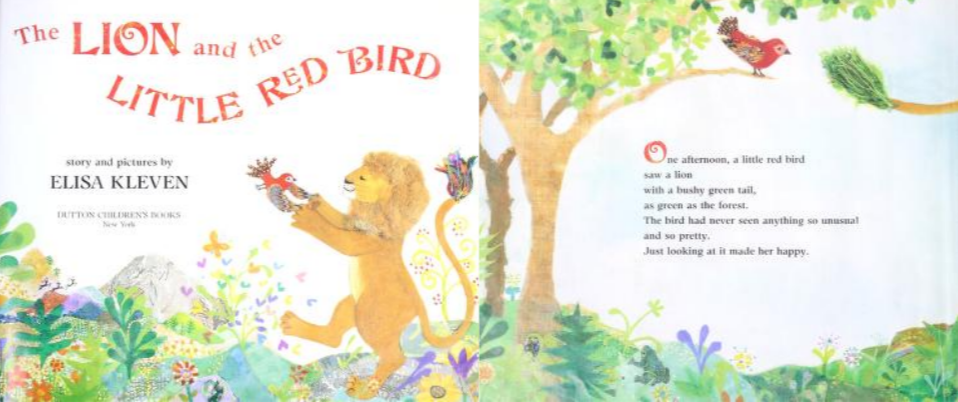 The LION and the
LITTLE RED BIRD
story and pictures by
ELISA KLEVEN
DUTTON CHILDREN'S BOOKS
New York
One afternoon, a little red bird
saw a lion
with a bushy green tail,
as green as the forest.
The bird had never seen anything so unusual
and so pretty.
Just looking at it made her happy.